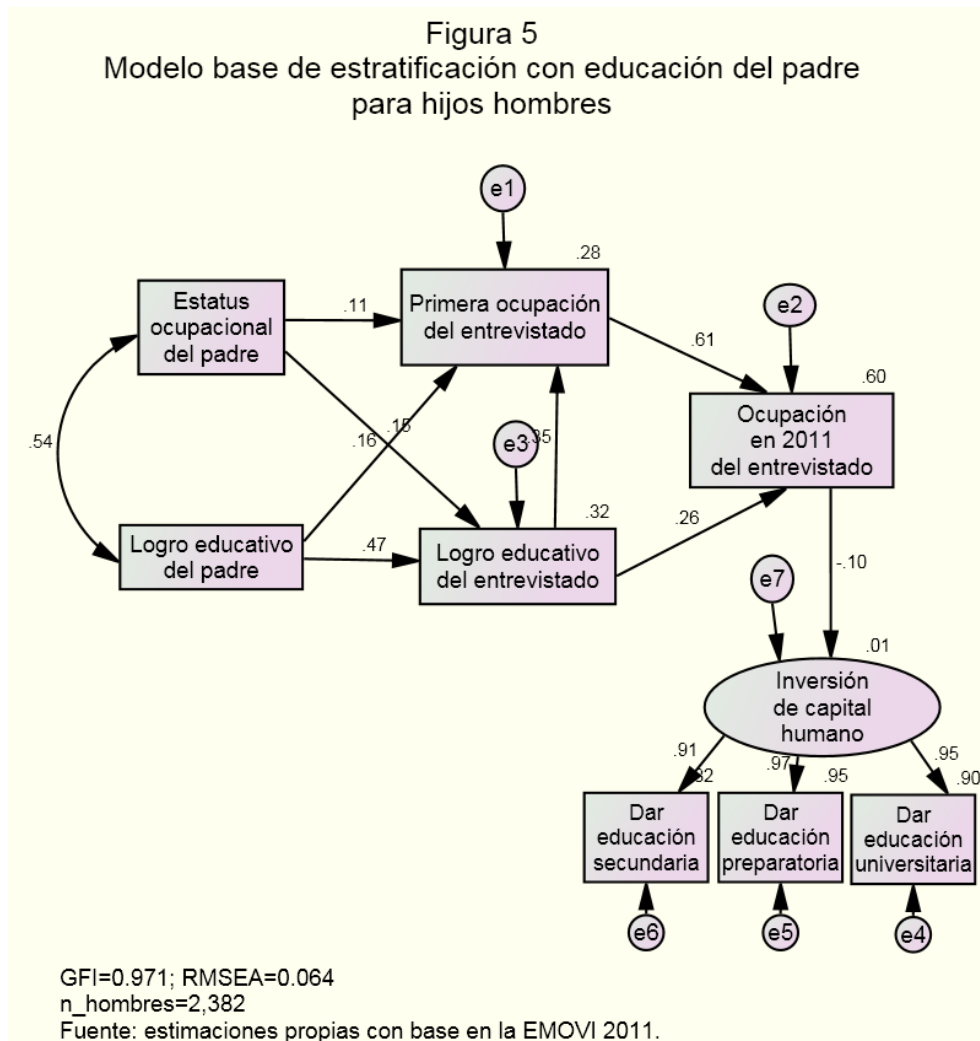 Figura 5
Modelo base de estratificación con educación del padre
para hijos hombres
e1
.28
Estatus
ocupacional
del padre
.11
Primera ocupación
del entrevistado
e2
.61
.60
Ocupación
en 2011
del entrevistado
.54
.16
.15
e3
.35
.32
Logro educativo
del padre
.47
Logro educativo
del entrevistado
.26
-.10
e7
.01
Inversión
de capital
humano
.91
.82
.97
.95
.95
.90
Dar
educación
secundaria
Dar
educación
preparatoria
Dar
educación
universitaria
e6
e5
e4
GFI=0.971; RMSEA=0.064
n_hombres=2,382
Fuente: estimaciones propias con base en la EMOVI 2011.